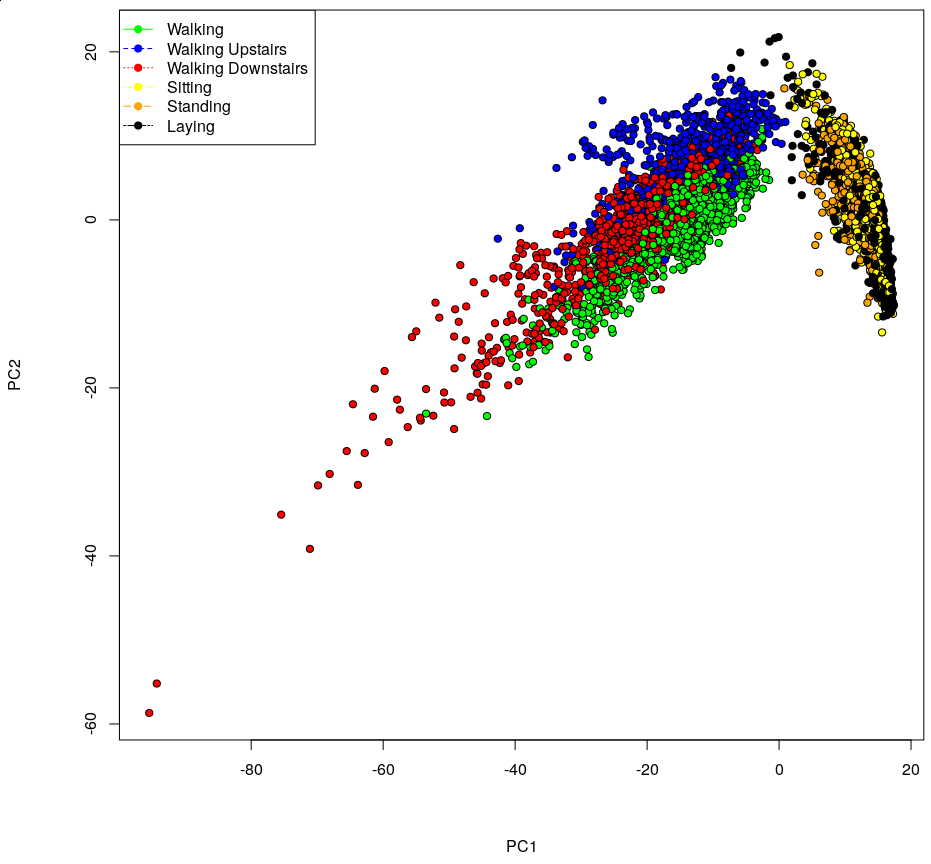 Walking
Walking Upstairs
Walking Downstairs
Sitting
Standing
Laying
20
0
-20
-40
-60
PC2
-80
-60
-40
-20
0
20
PC1